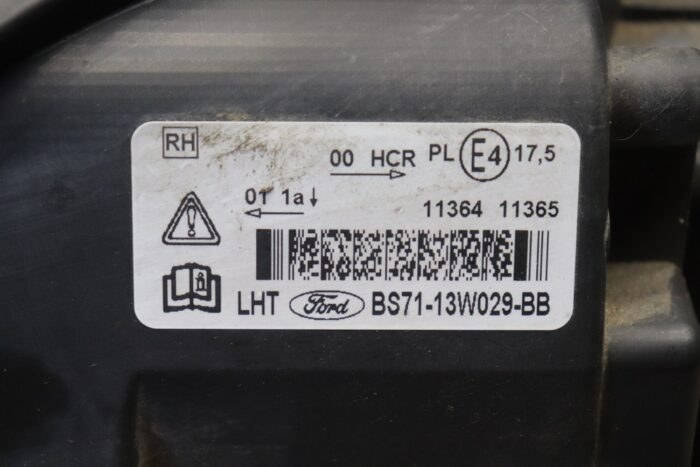 RH
00 HCR PL E4 17,5
01 1a↓
11364 11365
LHT Ford BS71-13W029-BB